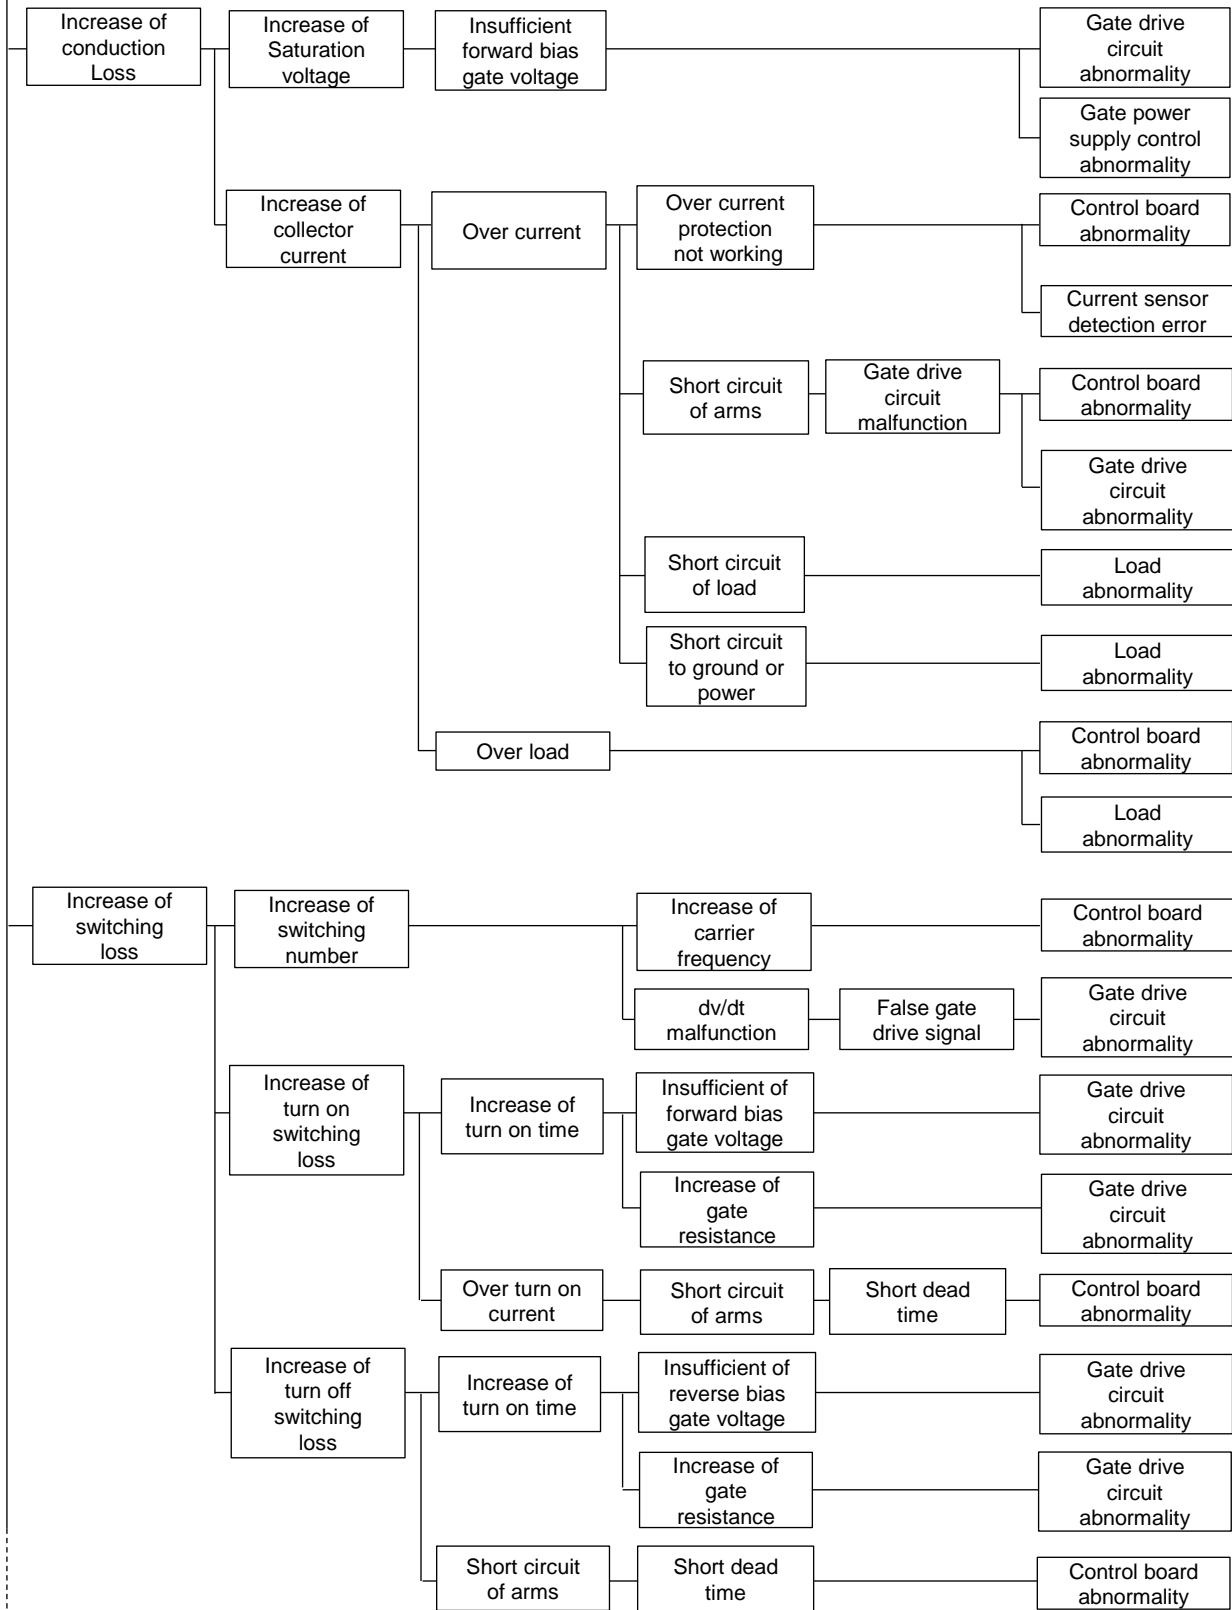 Increase of
conduction
Loss
Increase of
Saturation
voltage
Insufficient
forward bias
gate voltage
Gate drive
circuit
abnormality
Gate power
supply control
abnormality
Increase of
collector
current
Over current
Over current
protection
not working
Control board
abnormality
Current sensor
detection error
Short circuit
of arms
Gate drive
circuit
malfunction
Control board
abnormality
Gate drive
circuit
abnormality
Short circuit
of load
Load
abnormality
Short circuit
to ground or
power
Load
abnormality
Over load
Control board
abnormality
Load
abnormality
Increase of
switching
loss
Increase of
switching
number
Increase of
carrier
frequency
Control board
abnormality
dv/dt
malfunction
False gate
drive signal
Gate drive
circuit
abnormality
Increase of
turn on
switching
loss
Increase of
turn on time
Insufficient of
forward bias
gate voltage
Gate drive
circuit
abnormality
Increase of
gate
resistance
Gate drive
circuit
abnormality
Over turn on
current
Short circuit
of arms
Short dead
time
Control board
abnormality
Increase of
turn off
switching
loss
Increase of
turn on time
Insufficient of
reverse bias
gate voltage
Gate drive
circuit
abnormality
Increase of
gate
resistance
Gate drive
circuit
abnormality
Short circuit
of arms
Short dead
time
Control board
abnormality